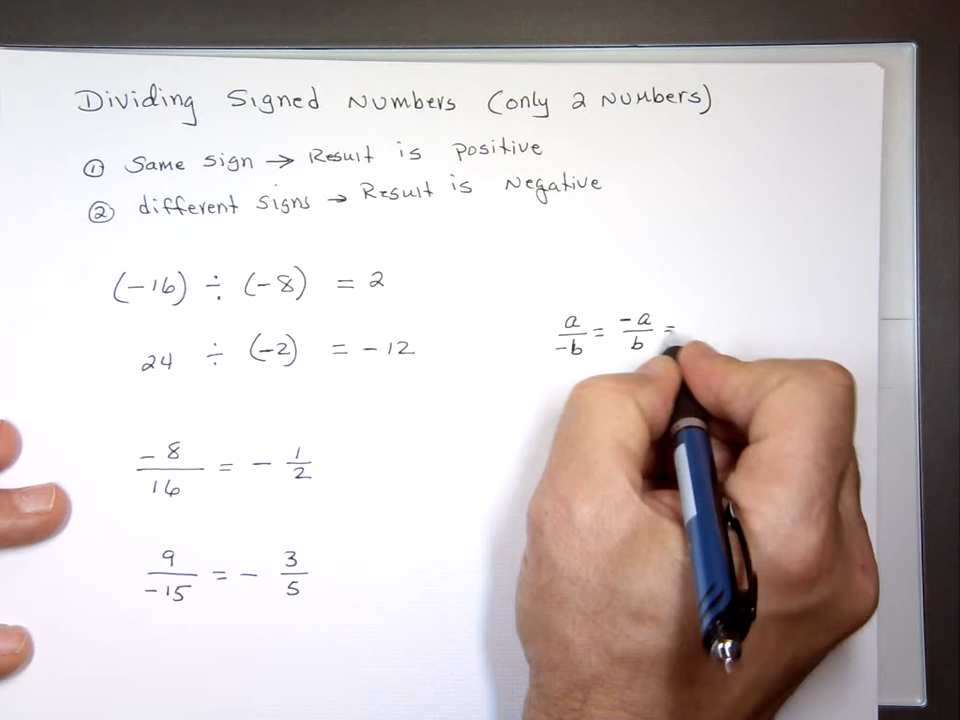 Dividing Signed Numbers (only 2 Numbers)
① Same sign → Result is positive
② different signs → Result is Negative
(-16) ÷ (-8) = 2
24 ÷ (-2) = -12
a/-b = -a/b =
-8/16 = - 1/2
9/-15 = - 3/5